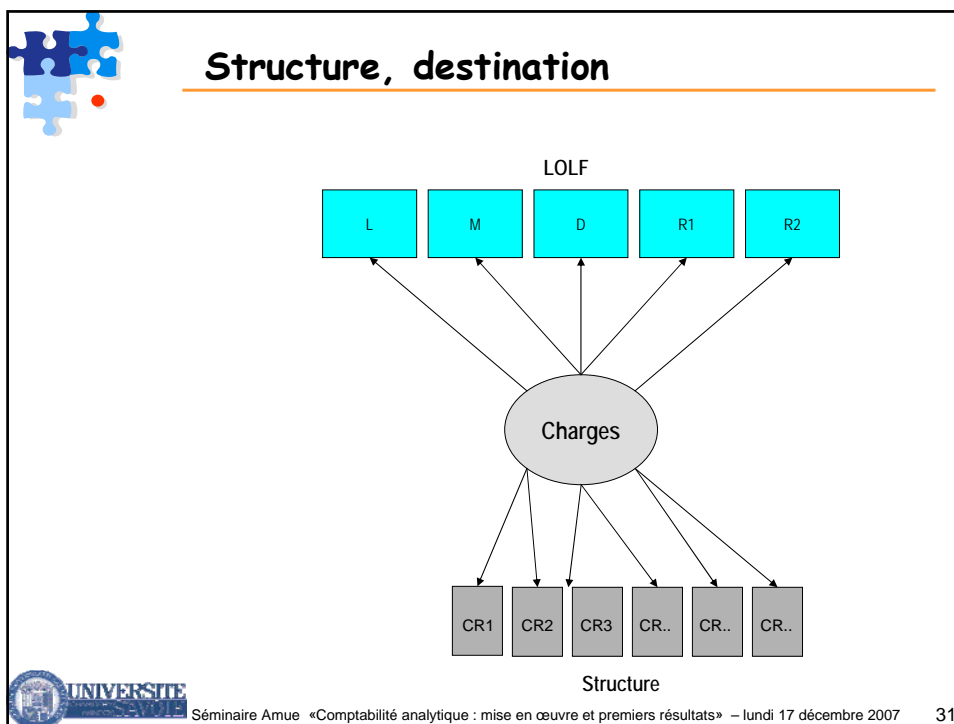 Structure, destination
LOLF
L M D R1 R2
Charges
CR1 CR2 CR3 CR.. CR.. CR..
Structure
UNIVERSITE
Séminaire Amue «Comptabilité analytique : mise en œuvre et premiers résultats» – lundi 17 décembre 2007 31